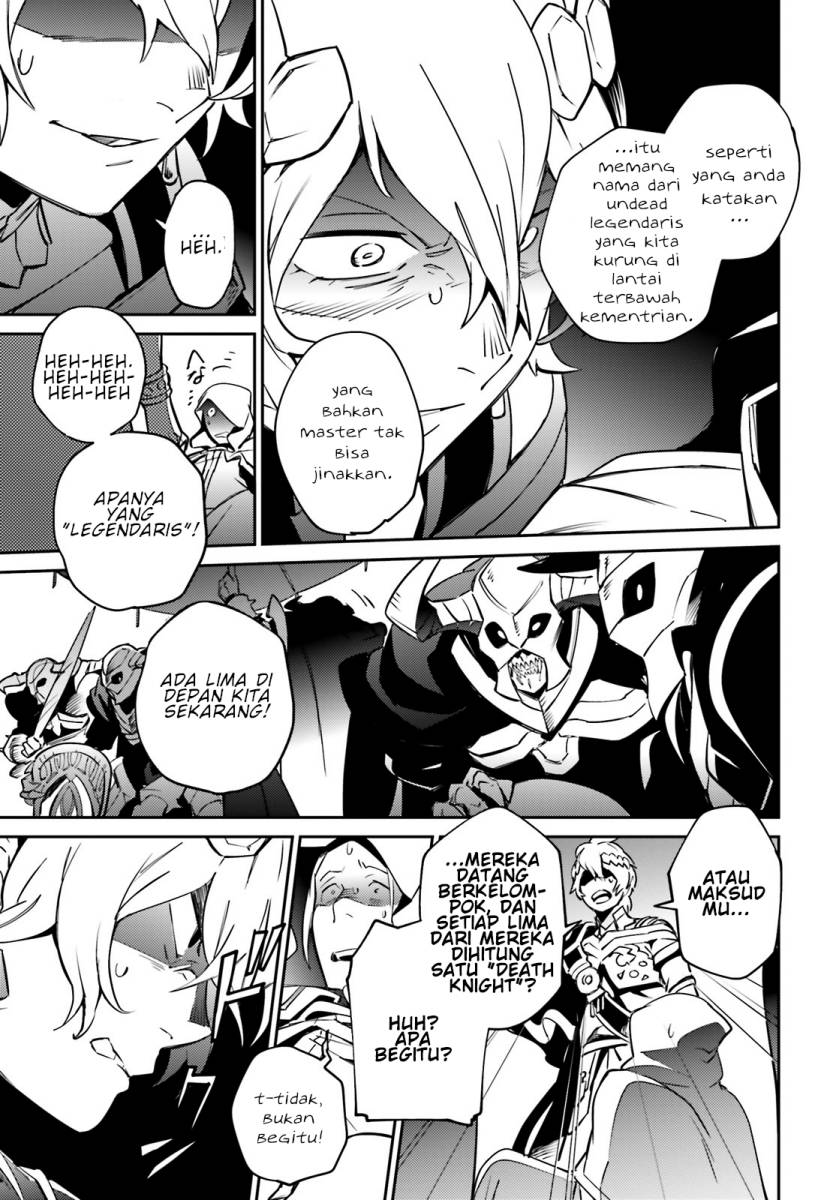 seperti
yang anda
katakan
...
...itu
memang
nama dari
undead
legendaris
yang kita
kurung di
lantai
terbawah
kementrian.
yang
bahkan
master tak
bisa
jinakkan.
...
HEH.
HEH-HEH.
HEH-HEH-
HEH-HEH
APANYA
YANG
"LEGENDARIS"!
ADA LIMA DI
DEPAN KITA
SEKARANG!
ATAU
MAKSUD
MU...
...MEREKA
DATANG
BERKELOM-
POK, DAN
SETIAP LIMA
DARI MEREKA
DIHITUNG
SATU "DEATH
KNIGHT"?
HUH?
APA
BEGITU?
t-tidak,
bukan
begitu!